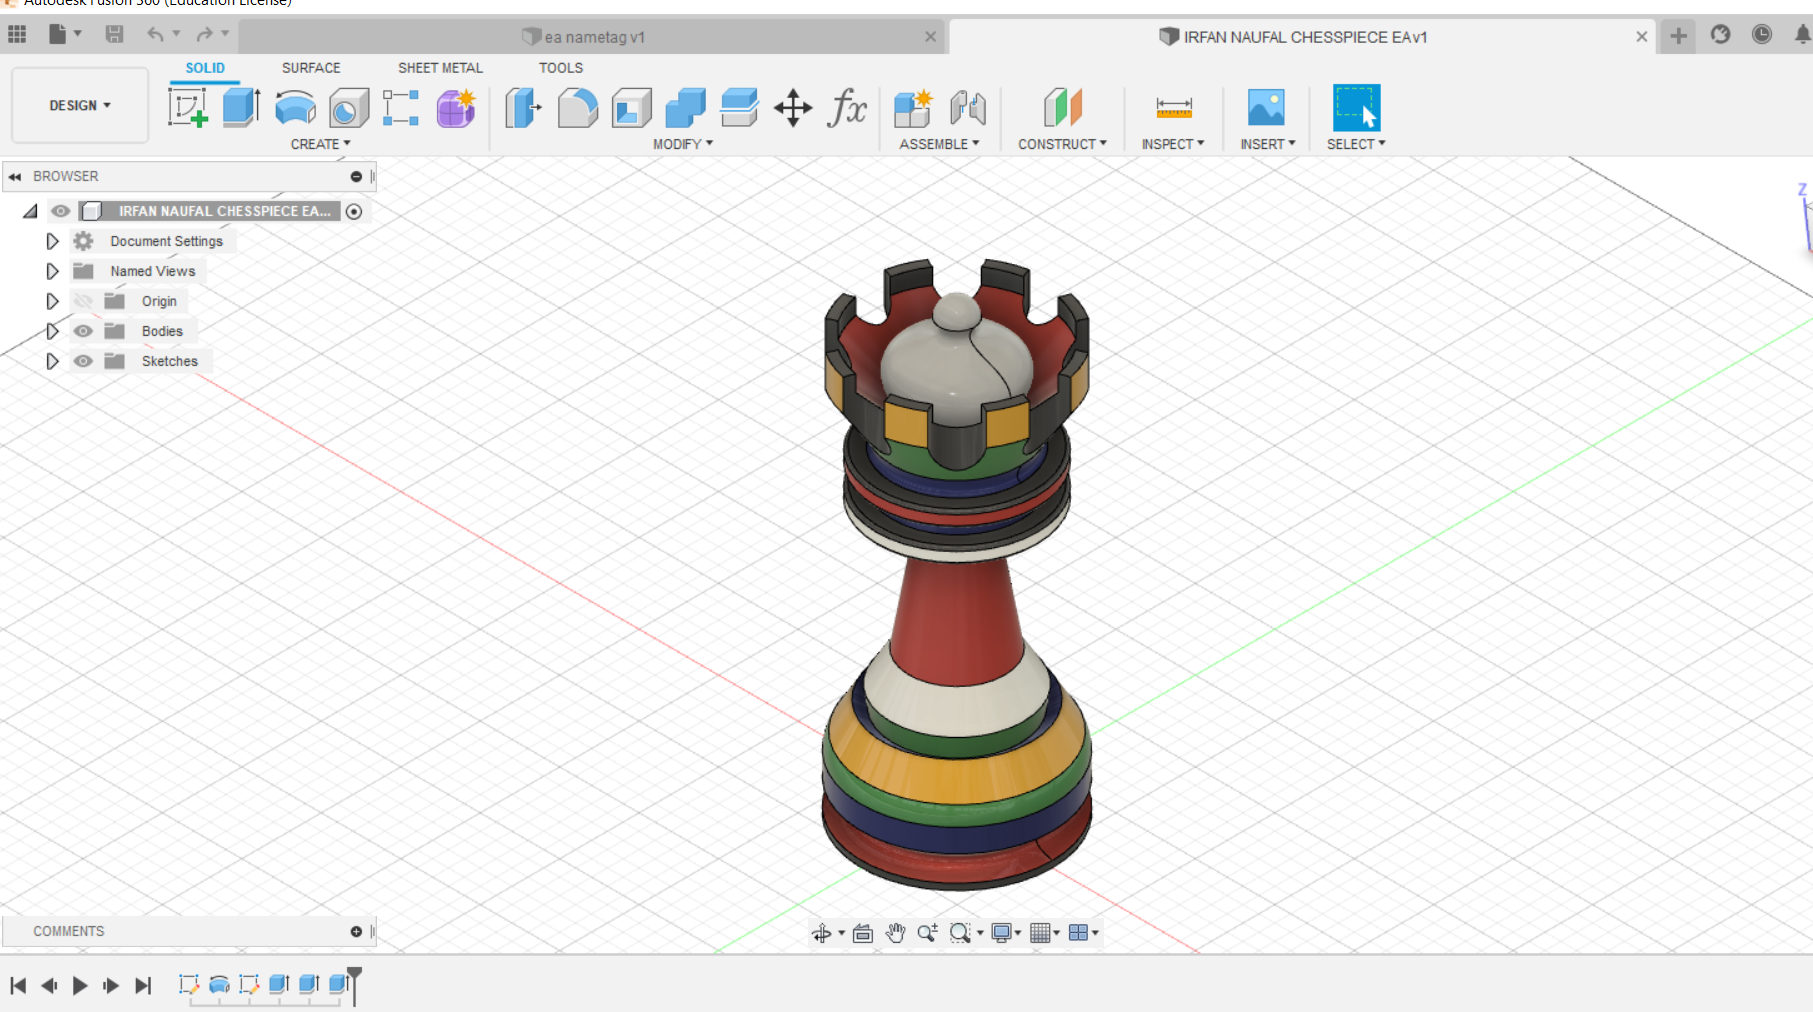 Autodesk Fusion 360 (Education License)
ea nametag v1
IRFAN NAUFAL CHESSPIECE EA v1
SOLID SURFACE SHEET METAL TOOLS
DESIGN
fx
CREATE MODIFY ASSEMBLE CONSTRUCT INSPECT INSERT SELECT
BROWSER
Z
IRFAN NAUFAL CHESSPIECE EA...
Document Settings
Named Views
Origin
Bodies
Sketches
COMMENTS